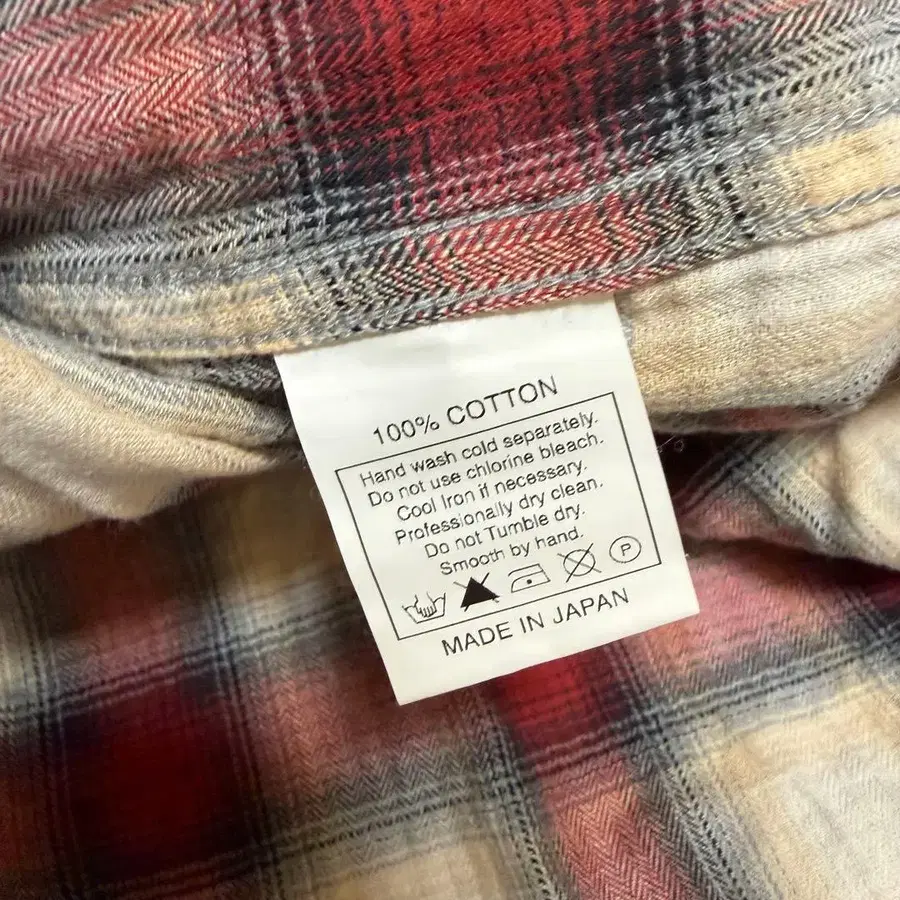 100% COTTON
Hand wash cold separately.
Do not use chlorine bleach.
Cool Iron if necessary.
Professionally dry clean.
Do not Tumble dry.
Smooth by hand.
P
MADE IN JAPAN